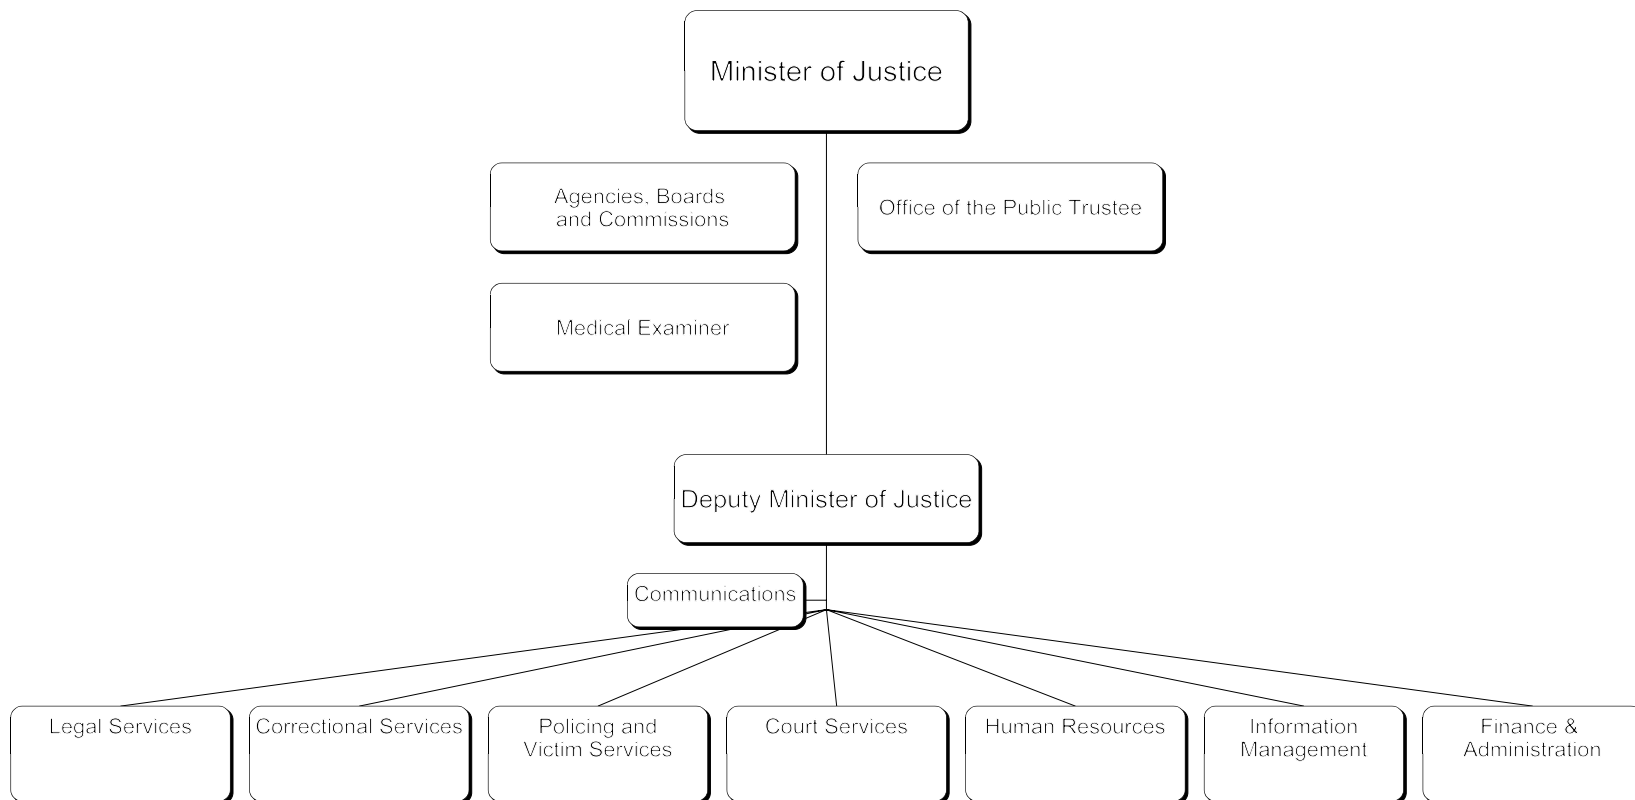 Minister of Justice
Agencies, Boards
and Commissions
Office of the Public Trustee
Medical Examiner
Deputy Minister of Justice
Communications
Legal Services
Correctional Services
Policing and
Victim Services
Court Services
Human Resources
Information
Management
Finance &
Administration